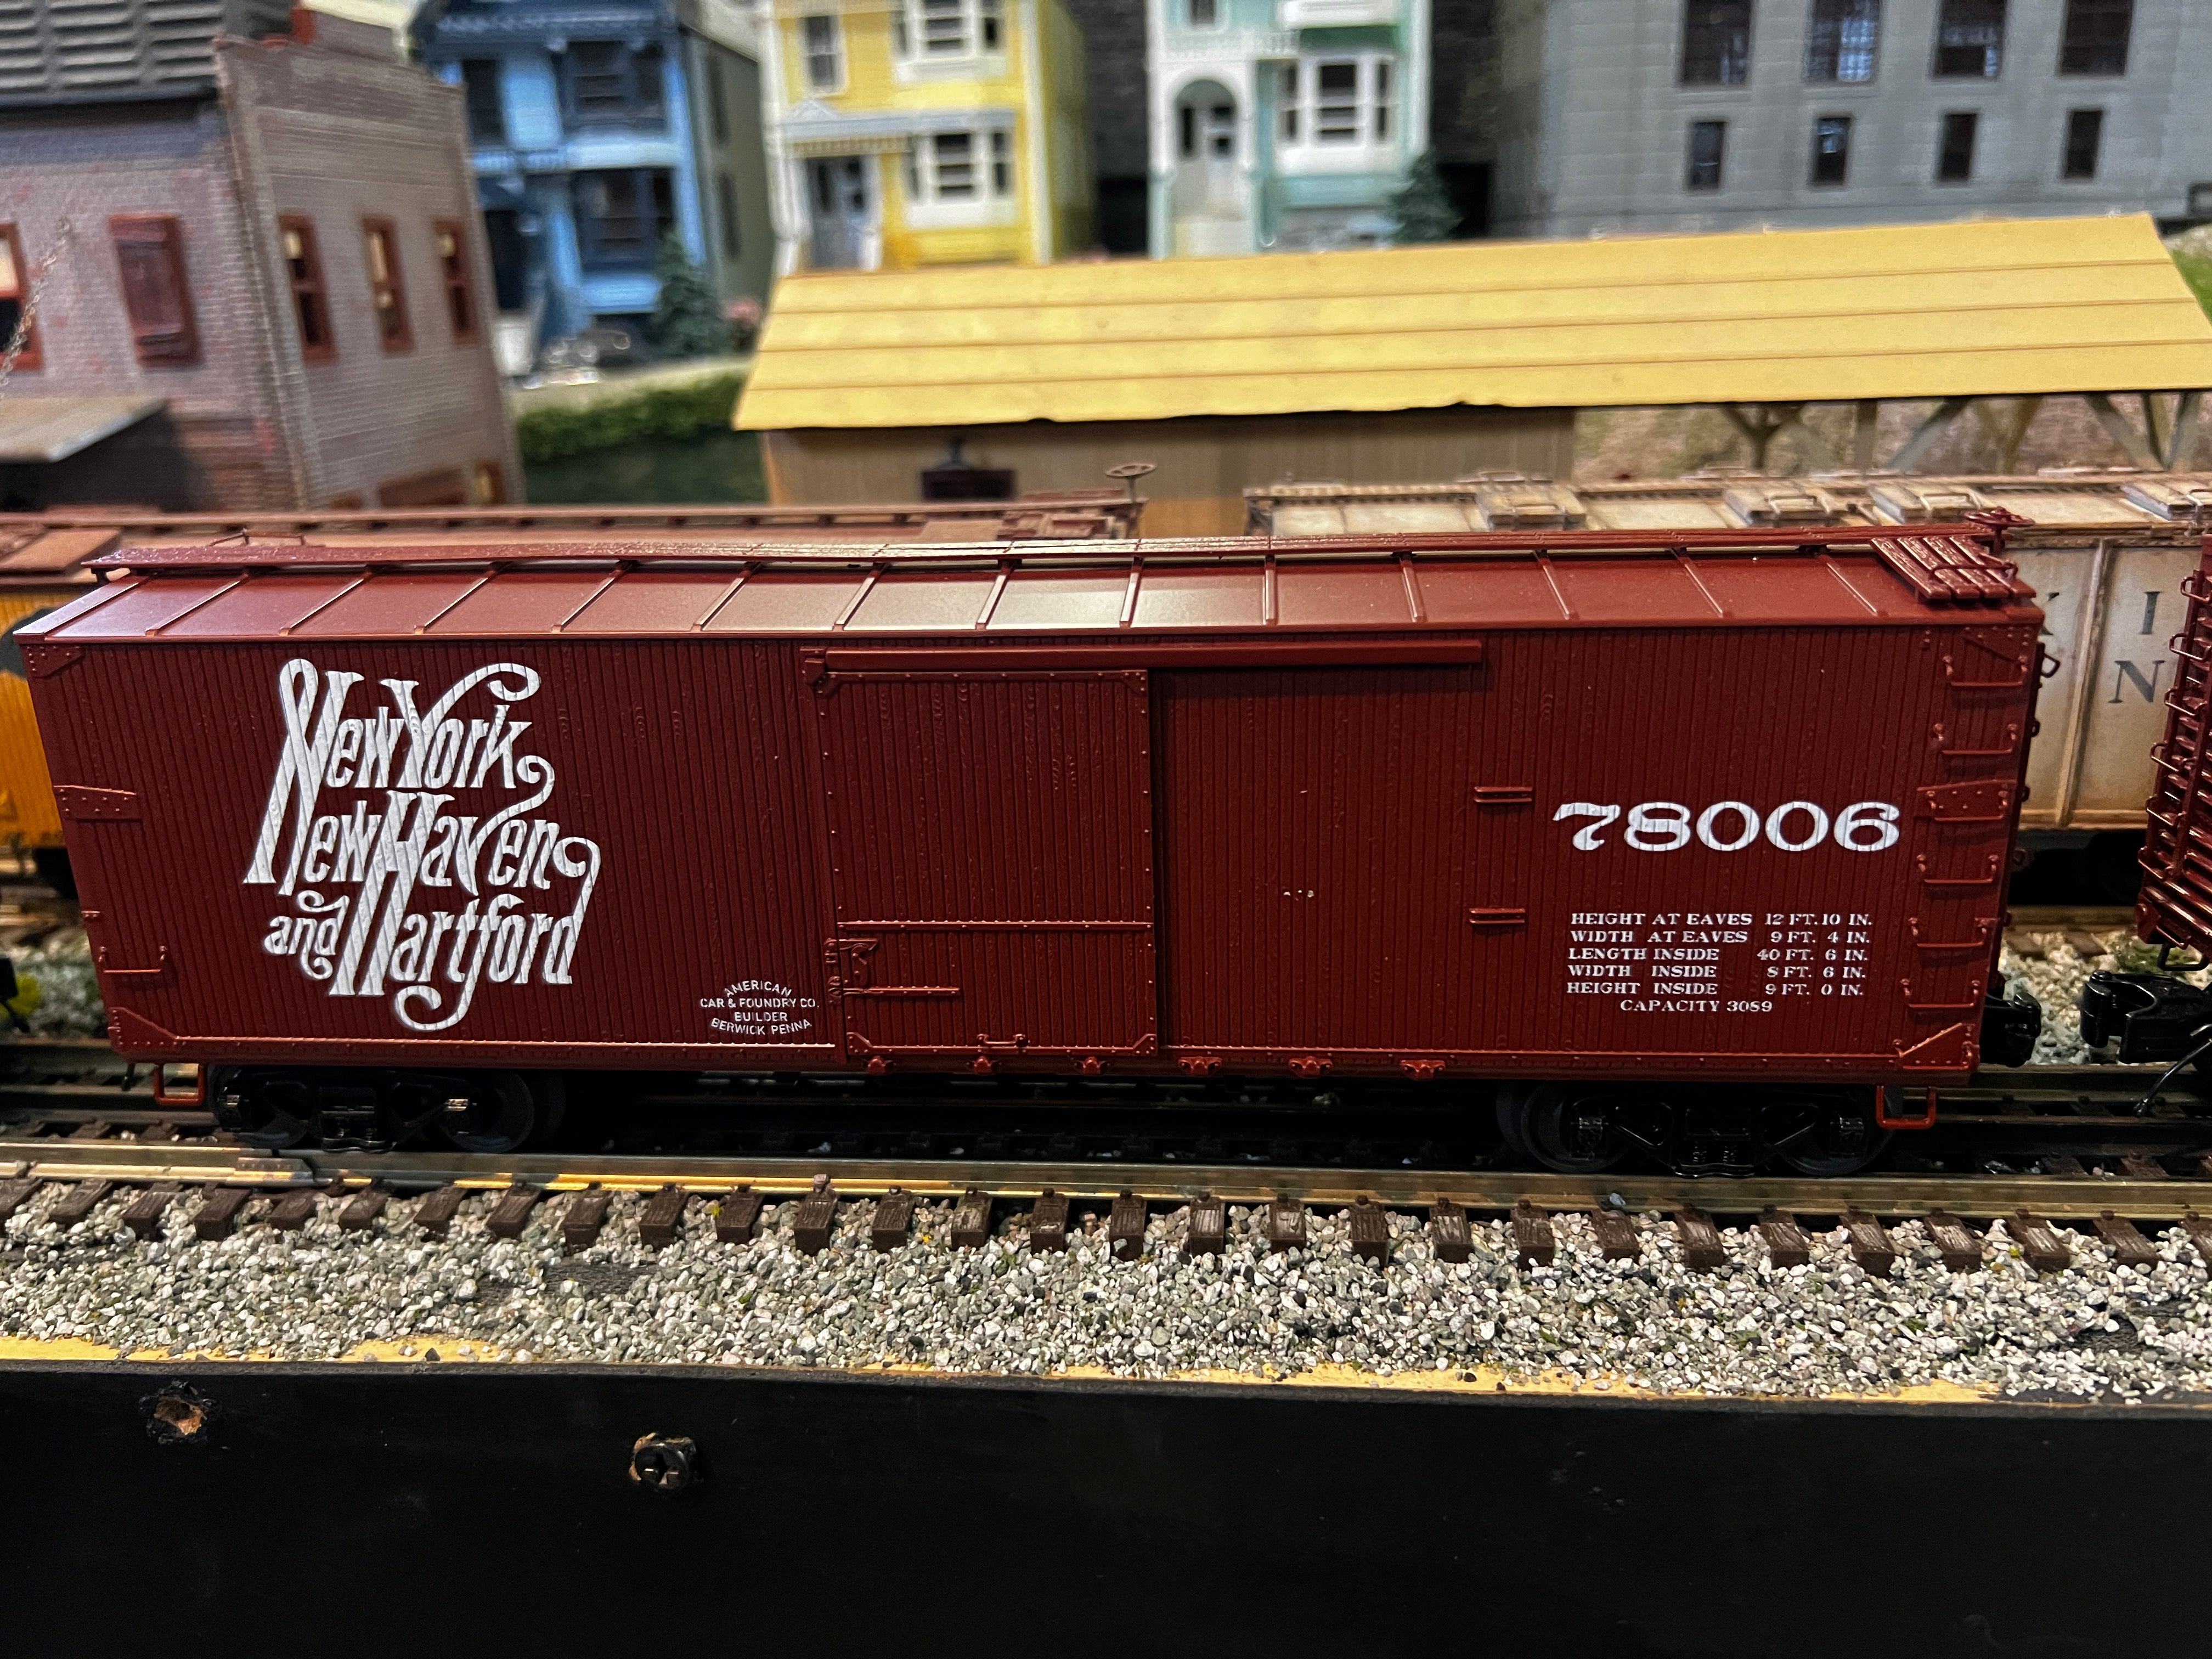 New York
New Haven
and Hartford
AMERICAN
CAR & FOUNDRY CO.
BUILDER
BERWICK PENNA
78006
HEIGHT AT EAVES 12 FT. 10 IN.
WIDTH AT EAVES 9 FT. 4 IN.
LENGTH INSIDE 40 FT. 6 IN.
WIDTH INSIDE 8 FT. 6 IN.
HEIGHT INSIDE 9 FT. 0 IN.
CAPACITY 3089
I
N